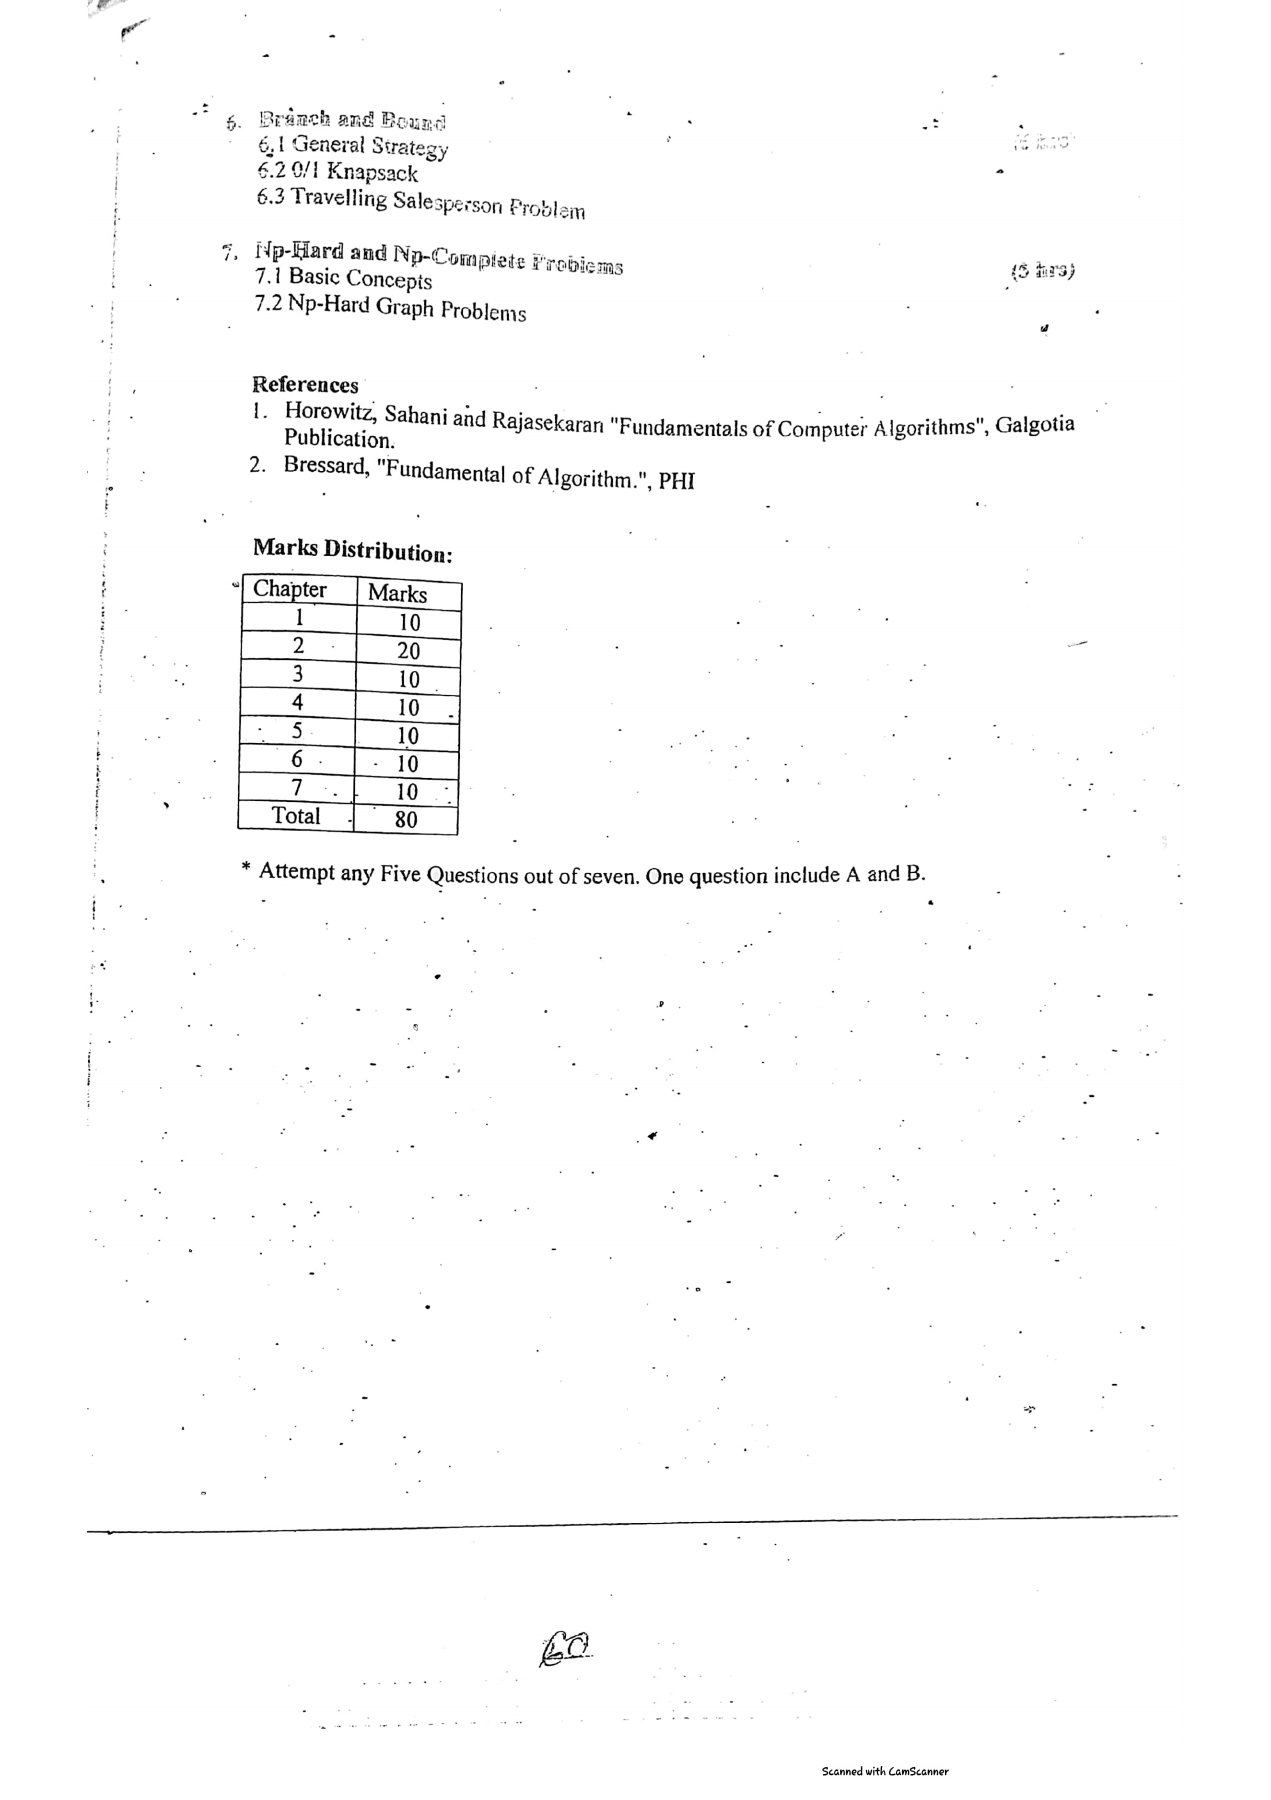 6. Branch and Bound
6.1 General Strategy
6.2 0/1 Knapsack
6.3 Travelling Salesperson Problem
7. Np-Hard and Np-Complete Problems (5 hrs)
7.1 Basic Concepts
7.2 Np-Hard Graph Problems
References
1. Horowitz, Sahani and Rajasekaran "Fundamentals of Computer Algorithms", Galgotia
Publication.
2. Bressard, "Fundamental of Algorithm.", PHI
Marks Distribution:
Chapter Marks
1 10
2 20
3 10
4 10
5 10
6 10
7 10
Total 80
* Attempt any Five Questions out of seven. One question include A and B.
Scanned with CamScanner